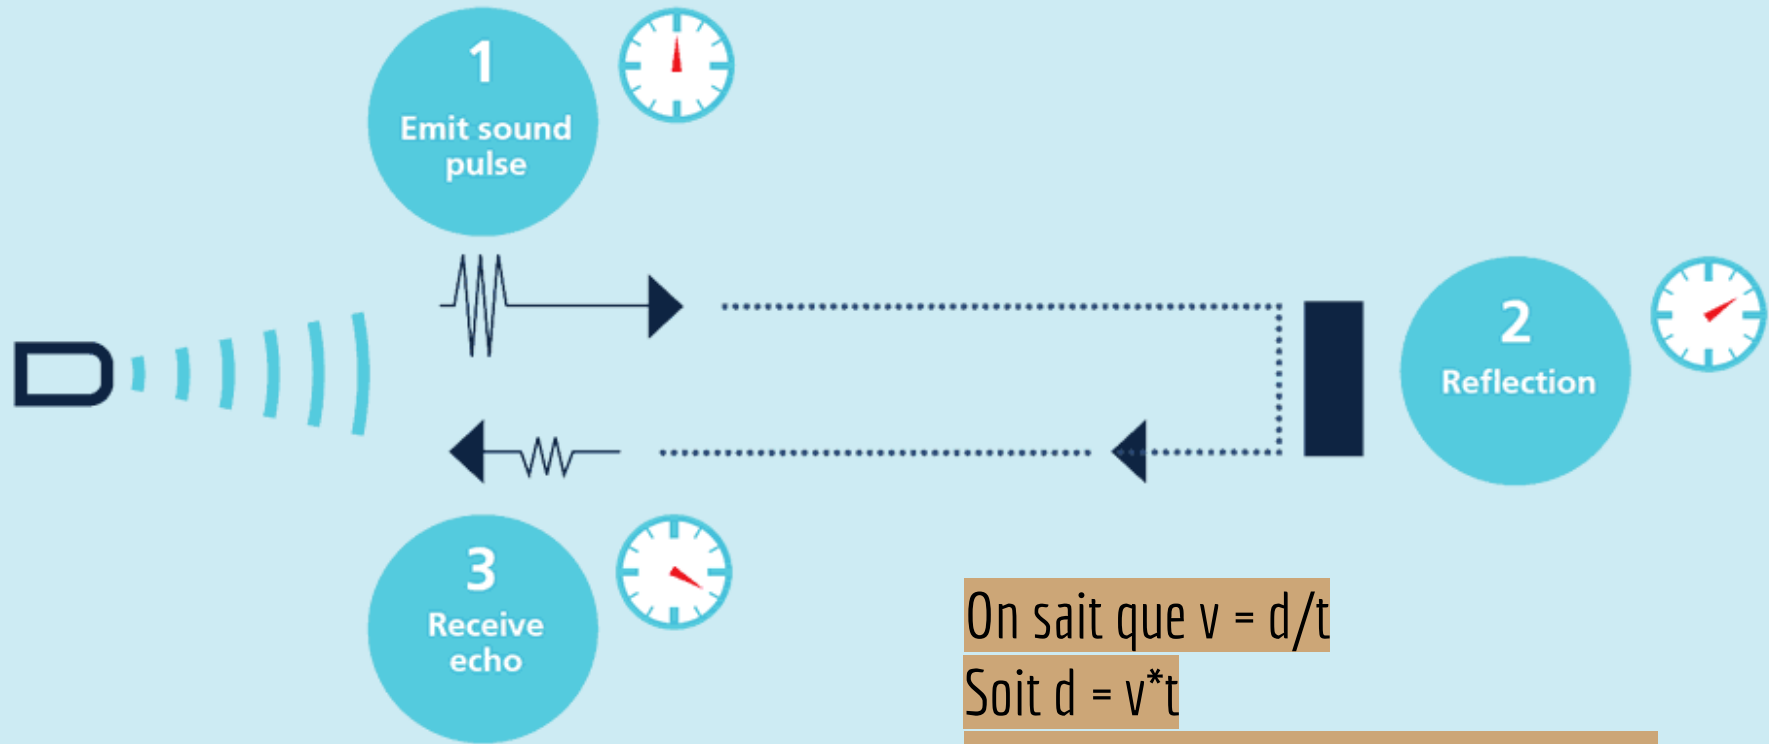 1
Emit sound
pulse
2
Reflection
3
Receive
echo
On sait que v = d/t
Soit d = v*t